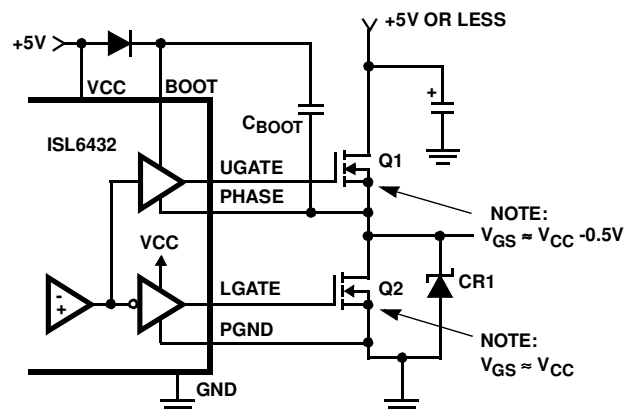 +5V OR LESS
+5V
VCC
BOOT
+
CBOOT
ISL6432
UGATE
Q1
PHASE
NOTE:
VGS ≈ VCC -0.5V
VCC
LGATE
Q2
CR1
-
+
PGND
NOTE:
VGS ≈ VCC
GND